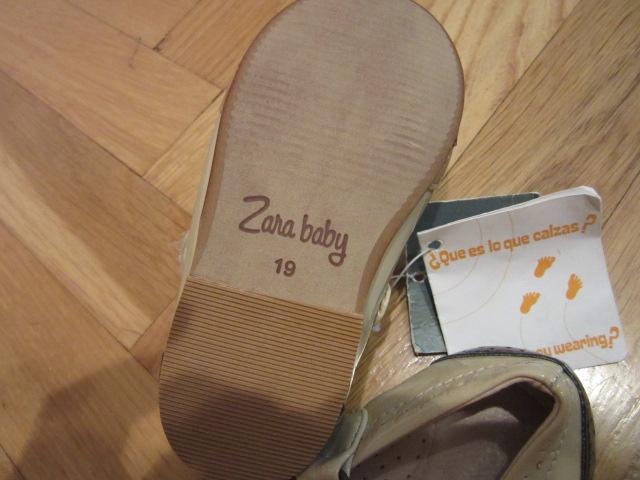 Zara baby
19
¿Que es lo que calzas?
wearing?